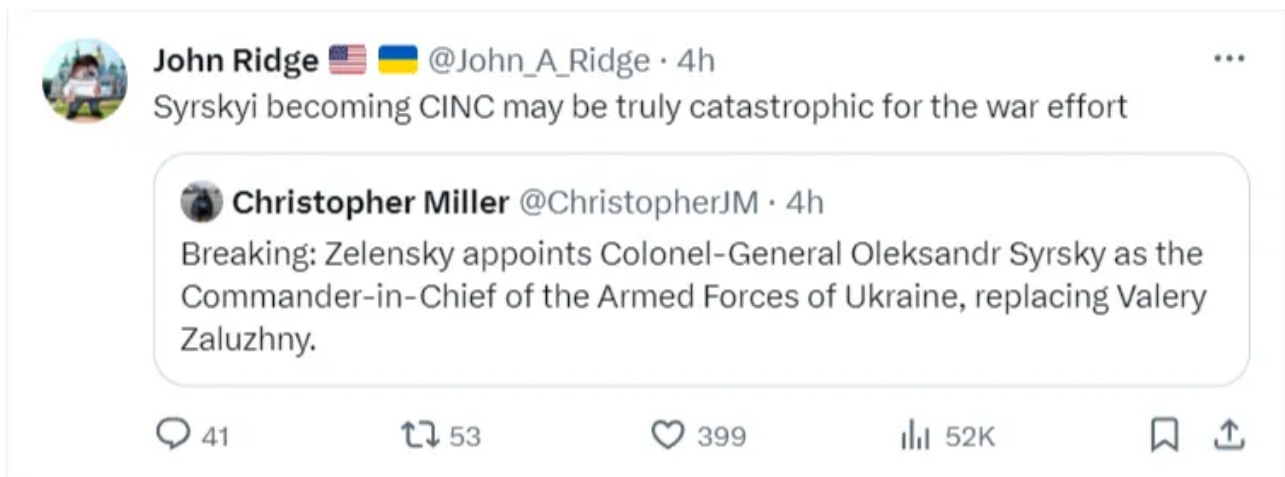 John Ridge 🇺🇸 🇺🇦 @John_A_Ridge · 4h
Syrskyi becoming CINC may be truly catastrophic for the war effort
Christopher Miller @ChristopherJM · 4h
Breaking: Zelensky appoints Colonel-General Oleksandr Syrsky as the
Commander-in-Chief of the Armed Forces of Ukraine, replacing Valery
Zaluzhny.
41 53 399 52K